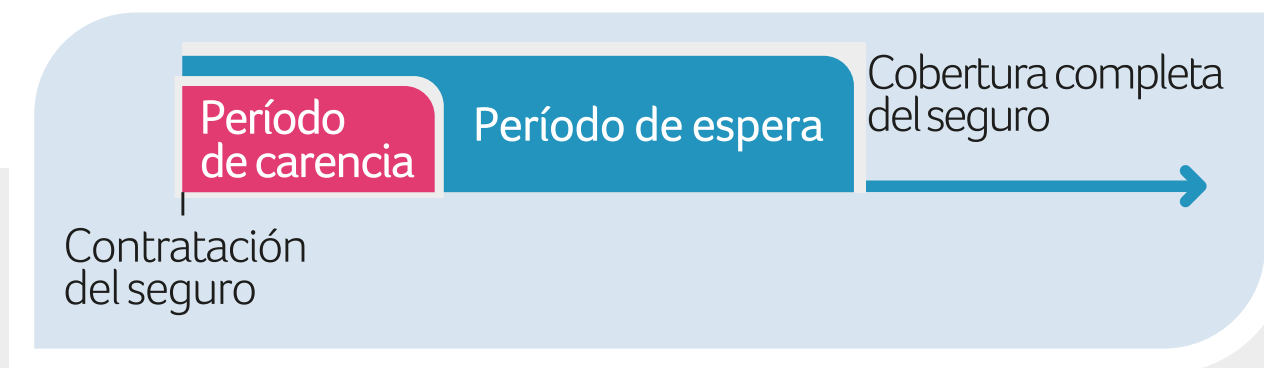 Período
de carencia
Período de espera
Cobertura completa
del seguro
Contratación
del seguro